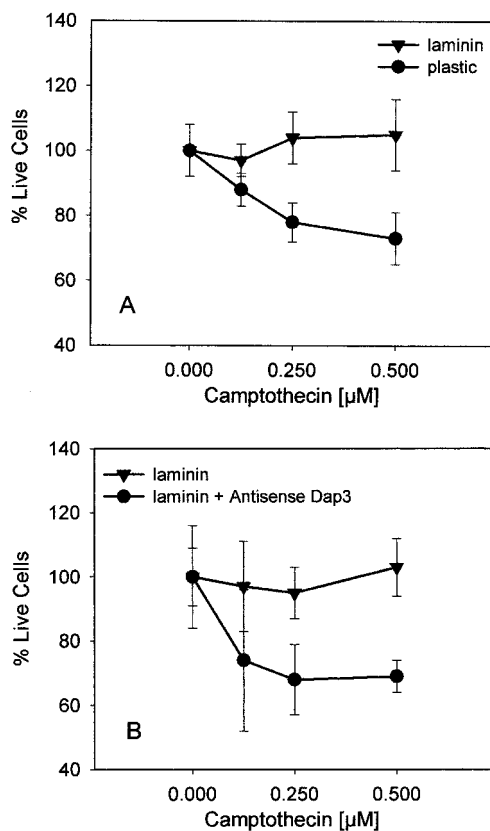 140
120
100
80
60
40
% Live Cells
laminin
plastic
A
0.000 0.250 0.500
Camptothecin [µM]
140
120
100
80
60
40
% Live Cells
laminin
laminin + Antisense Dap3
B
0.000 0.250 0.500
Camptothecin [µM]